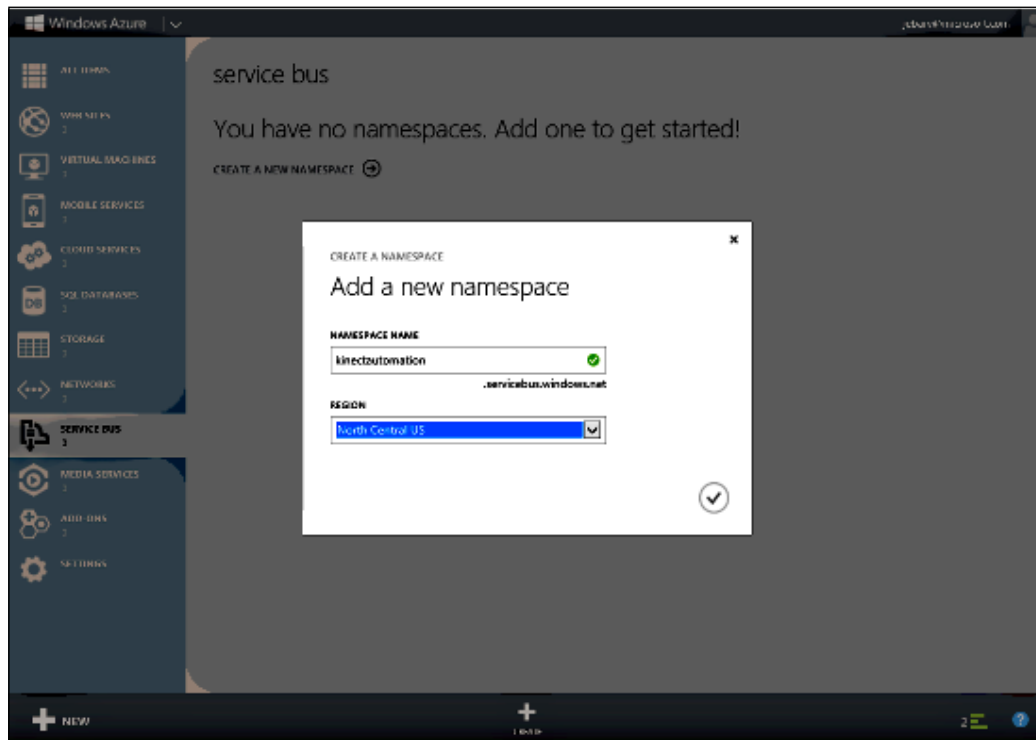 Windows Azure
ALL ITEMS
WEB SITES
VIRTUAL MACHINES
MOBILE SERVICES
CLOUD SERVICES
SQL DATABASES
DB
STORAGE
NETWORKS
SERVICE BUS
MEDIA SERVICES
ADD-ONS
SETTINGS
service bus
You have no namespaces. Add one to get started!
CREATE A NEW NAMESPACE
CREATE A NAMESPACE
Add a new namespace
NAMESPACE NAME
kinectautomation
.servicebus.windows.net
REGION
North Central US
NEW
2
?